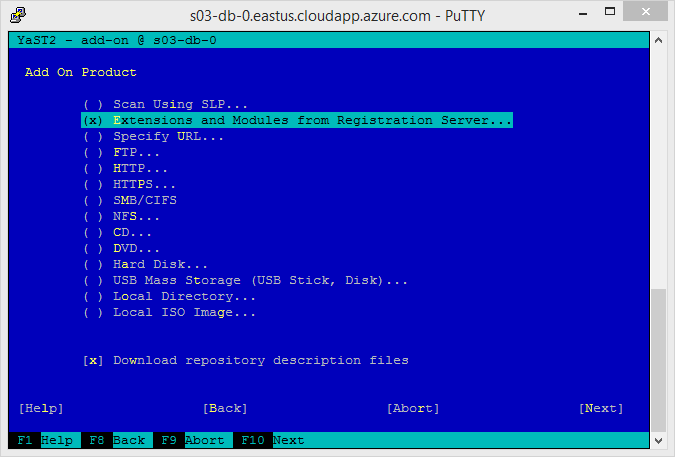 s03-db-0.eastus.cloudapp.azure.com - PuTTY
YaST2 - add-on @ s03-db-0
Add On Product
( ) Scan Using SLP...
(x) Extensions and Modules from Registration Server...
( ) Specify URL...
( ) FTP...
( ) HTTP...
( ) HTTPS...
( ) SMB/CIFS
( ) NFS...
( ) CD...
( ) DVD...
( ) Hard Disk...
( ) USB Mass Storage (USB Stick, Disk)...
( ) Local Directory...
( ) Local ISO Image...
[x] Download repository description files
[Help] [Back] [Abort] [Next]
F1 Help F8 Back F9 Abort F10 Next